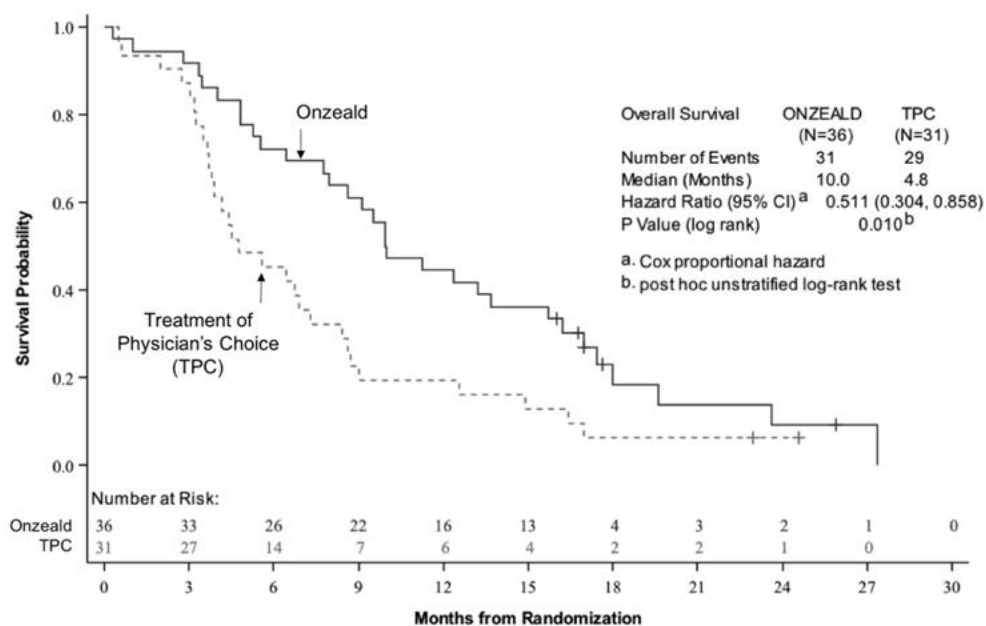 1.0
0.8
0.6
0.4
0.2
0.0
Survival Probability
Onzeald
Treatment of
Physician's Choice
(TPC)
Overall Survival ONZEALD TPC
(N=36) (N=31)
Number of Events 31 29
Median (Months) 10.0 4.8
Hazard Ratio (95% CI) a 0.511 (0.304, 0.858)
P Value (log rank) 0.010 b
a. Cox proportional hazard
b. post hoc unstratified log-rank test
Number at Risk:
Onzeald 36 33 26 22 16 13 4 3 2 1 0
TPC 31 27 14 7 6 4 2 2 1 0
0 3 6 9 12 15 18 21 24 27 30
Months from Randomization